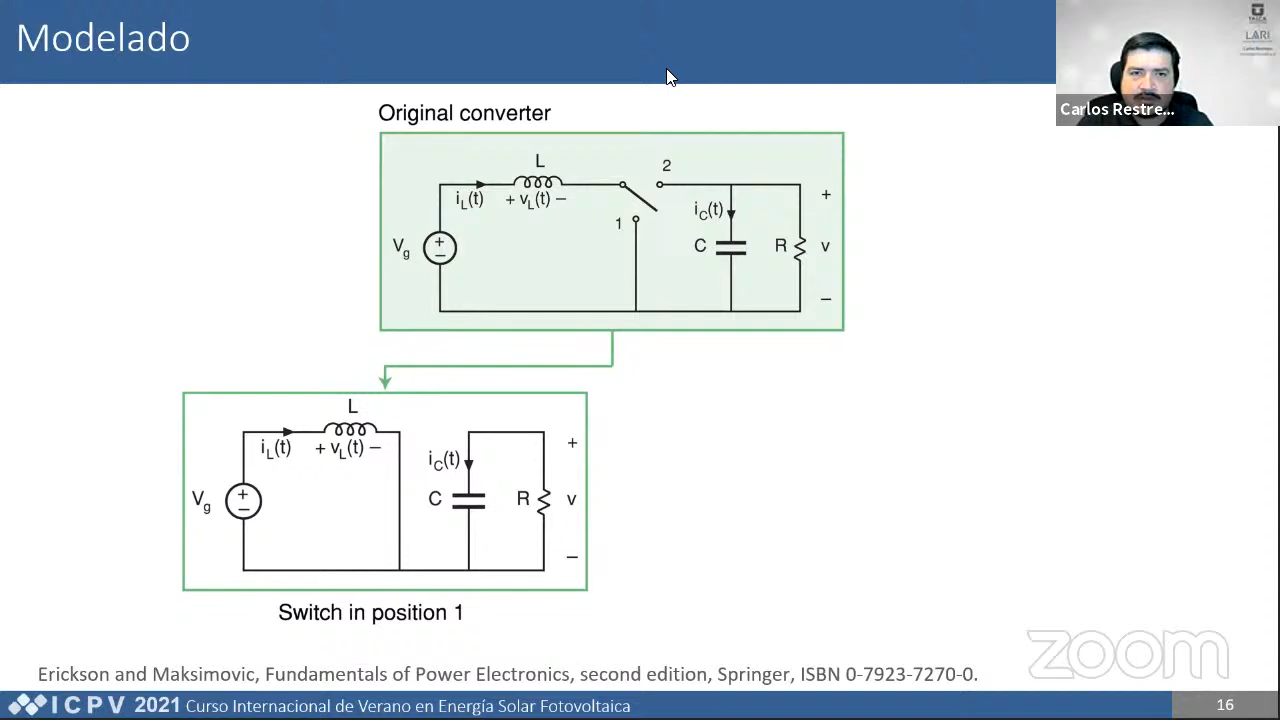 Modelado
TALCA
LARI
Carlos Restre...
Original converter
L
2
iL(t)
+ vL(t) −
1
iC(t)
Vg
+
−
C
R
+
v
−
L
iL(t)
+ vL(t) −
iC(t)
Vg
+
−
C
R
+
v
−
Switch in position 1
zoom
Erickson and Maksimovic, Fundamentals of Power Electronics, second edition, Springer, ISBN 0-7923-7270-0.
ICPV 2021 Curso Internacional de Verano en Energía Solar Fotovoltaica
16